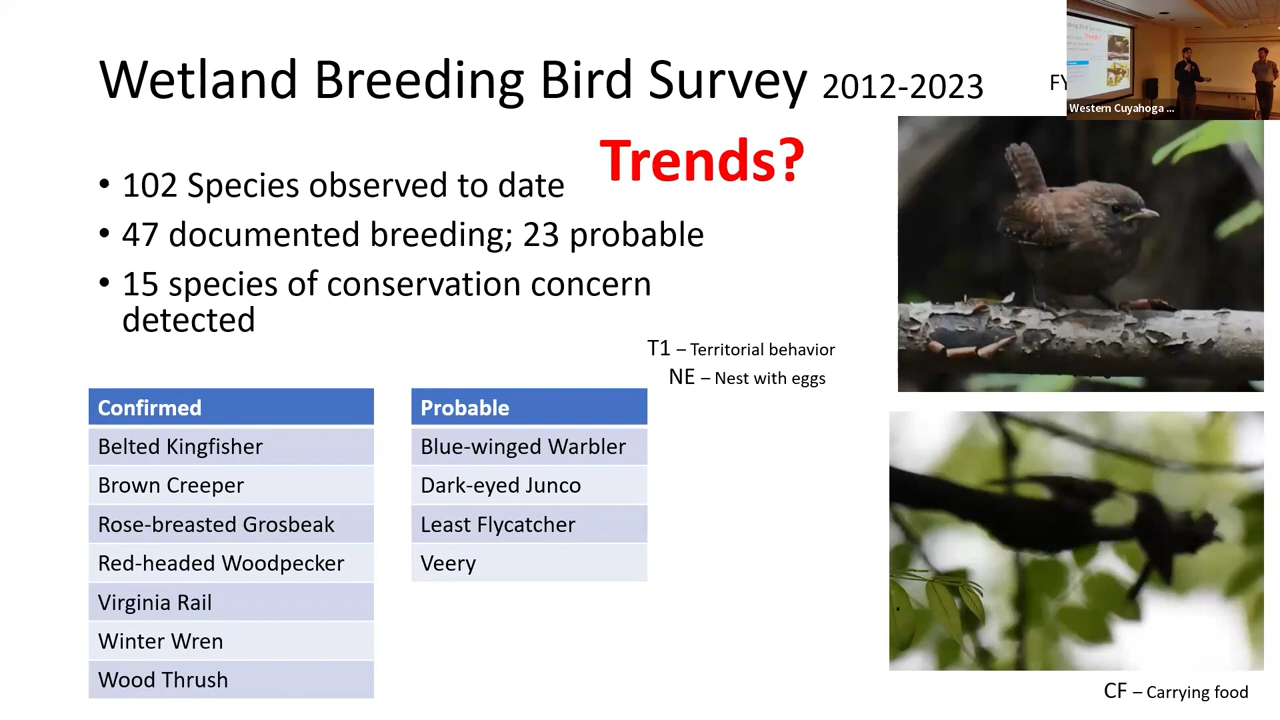 Wetland Breeding Bird Survey 2012-2023
FY
Western Cuyahoga ...
Trends?
• 102 Species observed to date
• 47 documented breeding; 23 probable
• 15 species of conservation concern
detected
T1 – Territorial behavior
NE – Nest with eggs
Confirmed
Belted Kingfisher
Brown Creeper
Rose-breasted Grosbeak
Red-headed Woodpecker
Virginia Rail
Winter Wren
Wood Thrush
Probable
Blue-winged Warbler
Dark-eyed Junco
Least Flycatcher
Veery
CF – Carrying food